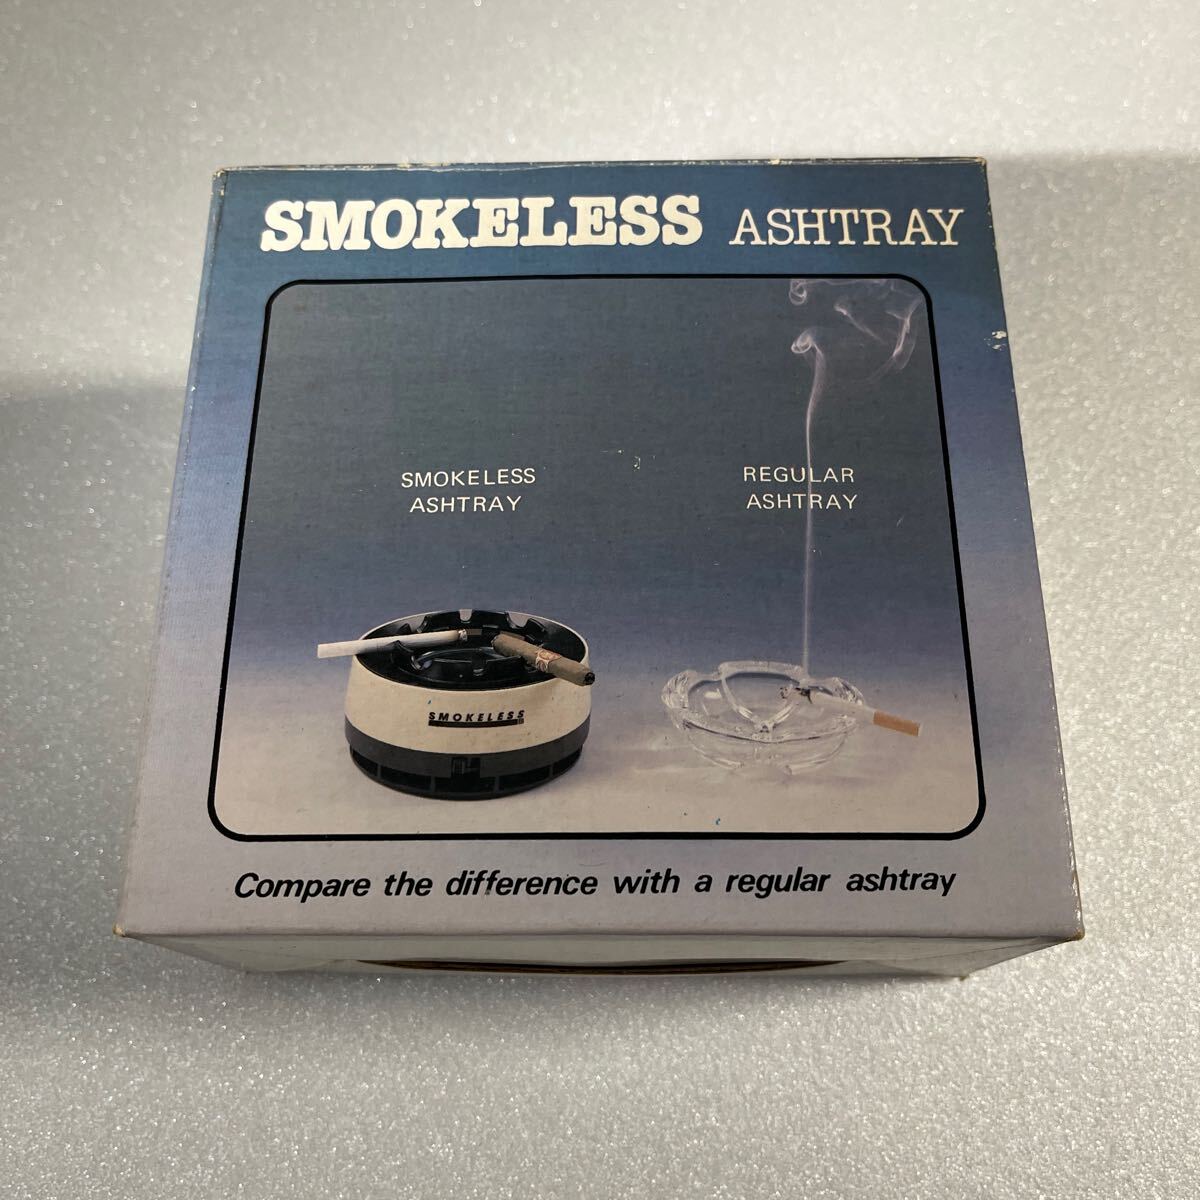 SMOKELESS ASHTRAY
SMOKELESS
ASHTRAY
REGULAR
ASHTRAY
SMOKELESS
Compare the difference with a regular ashtray